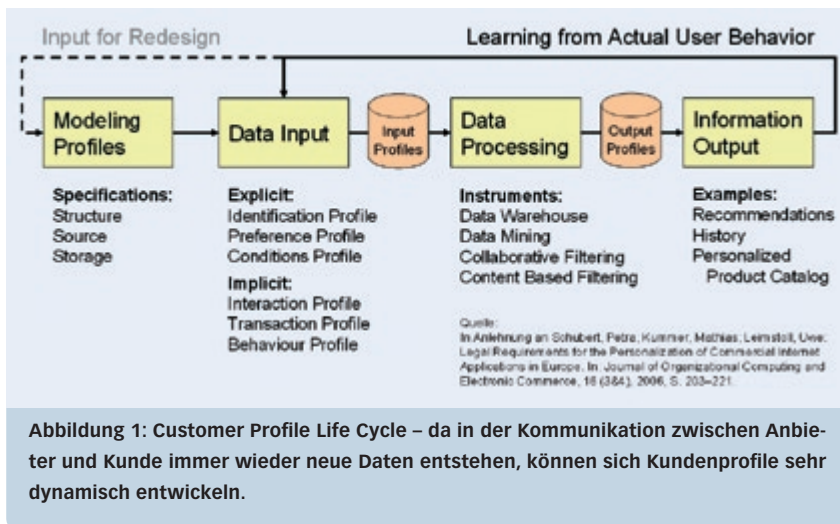 Input for Redesign
Learning from Actual User Behavior
Modeling
Profiles
Data Input
Input
Profiles
Data
Processing
Output
Profiles
Information
Output
Specifications:
Structure
Source
Storage
Explicit:
Identification Profile
Preference Profile
Conditions Profile
Implicit:
Interaction Profile
Transaction Profile
Behaviour Profile
Instruments:
Data Warehouse
Data Mining
Collaborative Filtering
Content Based Filtering
Examples:
Recommendations
History
Personalized
Product Catalog
Quelle:
In Anlehnung an Schubert, Petra; Kummer, Mathias; Leimstoll, Uwe:
Legal Requirements for the Personalization of Commercial Internet
Applications in Europe. In: Journal of Organizational Computing and
Electronic Commerce, 16 (3&4), 2006, S. 203–221.
Abbildung 1: Customer Profile Life Cycle – da in der Kommunikation zwischen Anbie-
ter und Kunde immer wieder neue Daten entstehen, können sich Kundenprofile sehr
dynamisch entwickeln.